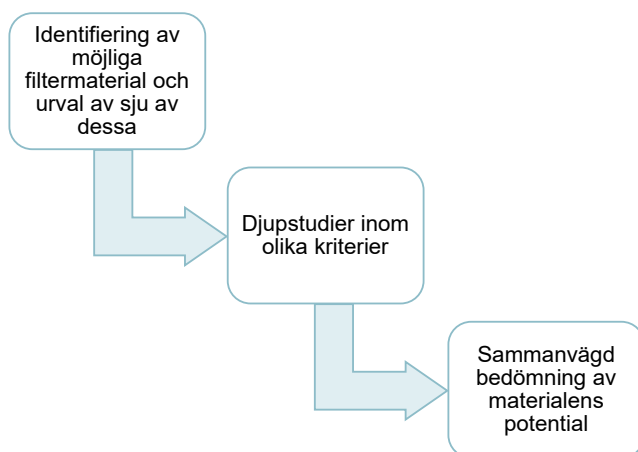 Identifiering av
möjliga
filtermaterial och
urval av sju av
dessa
Djupstudier inom
olika kriterier
Sammanvägd
bedömning av
materialens
potential